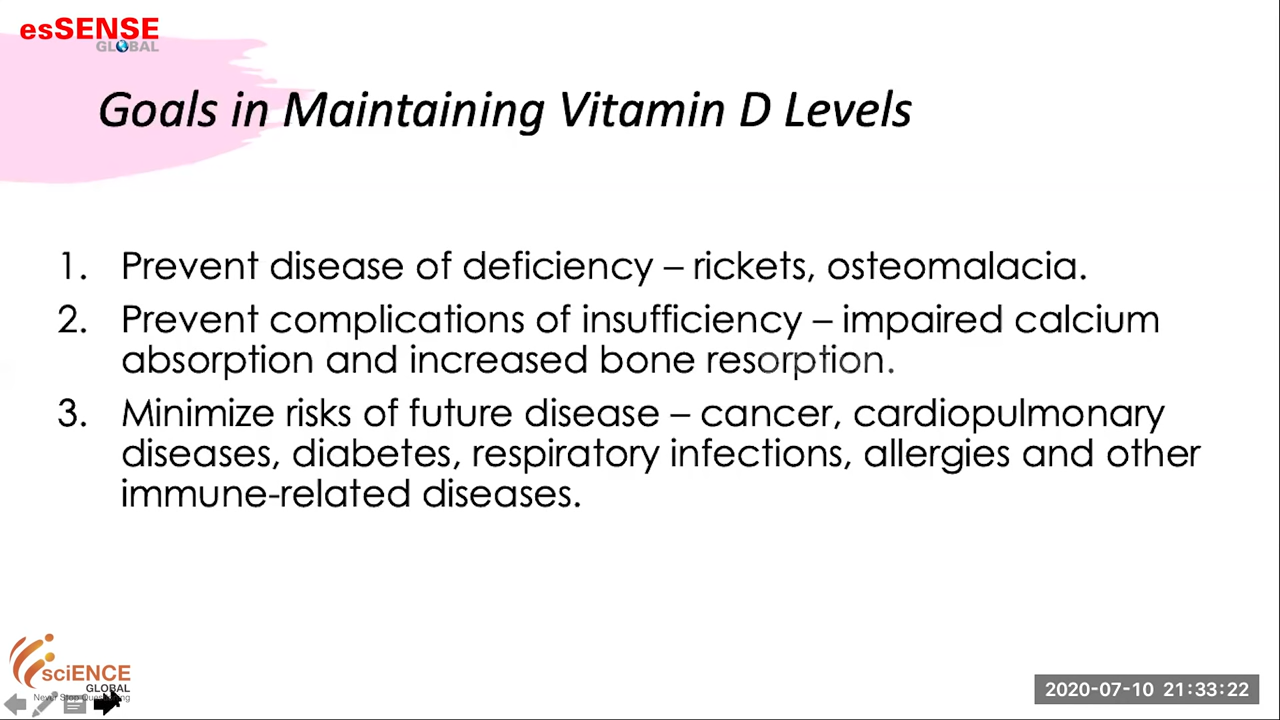 esSENSE
GLOBAL
Goals in Maintaining Vitamin D Levels
1. Prevent disease of deficiency – rickets, osteomalacia.
2. Prevent complications of insufficiency – impaired calcium
absorption and increased bone resorption.
3. Minimize risks of future disease – cancer, cardiopulmonary
diseases, diabetes, respiratory infections, allergies and other
immune-related diseases.
sciENCE
GLOBAL
Never Stop
2020-07-10 21:33:22